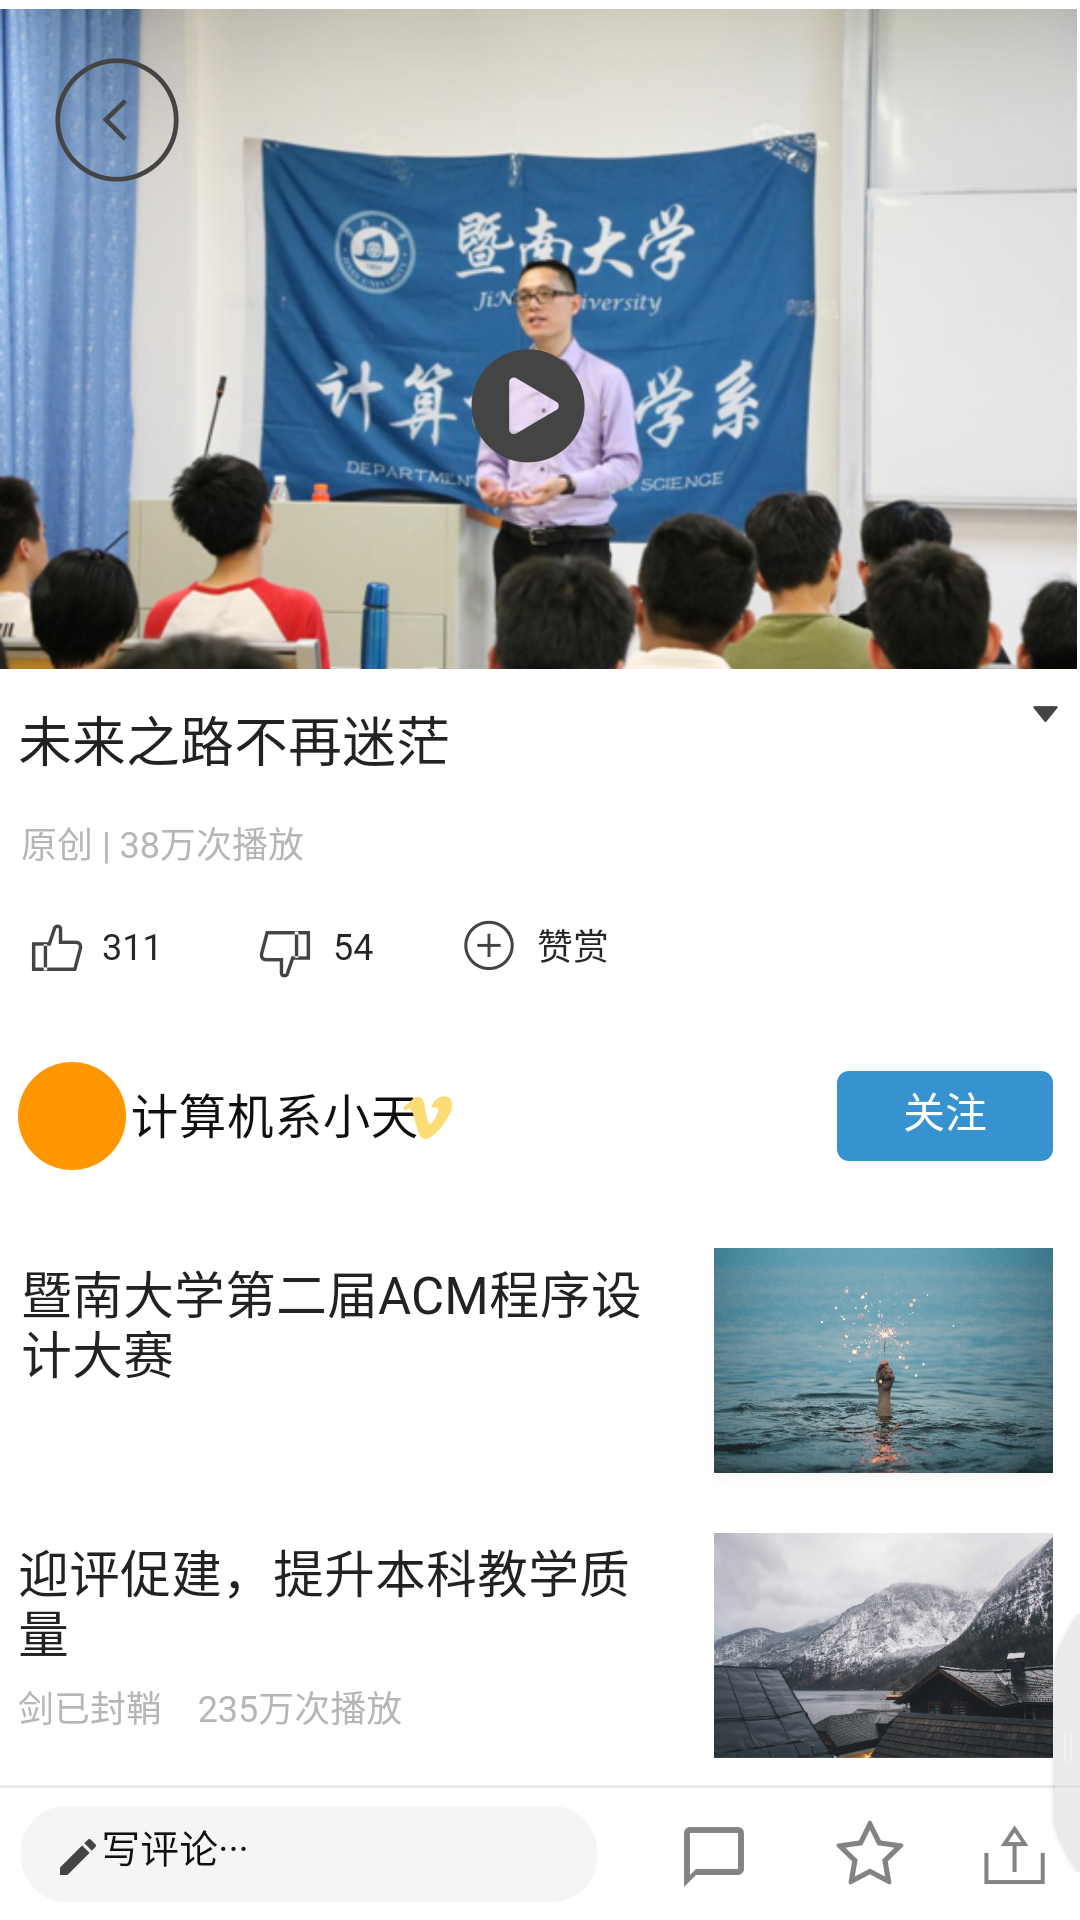 暨南大学
JiN iversity
计算 学系
DEPARTMENT SCIENCE
未来之路不再迷茫
原创 | 38万次播放
311 54 赞赏
计算机系小天
关注
暨南大学第二届ACM程序设
计大赛
迎评促建，提升本科教学质
量
剑已封鞘 235万次播放
写评论···